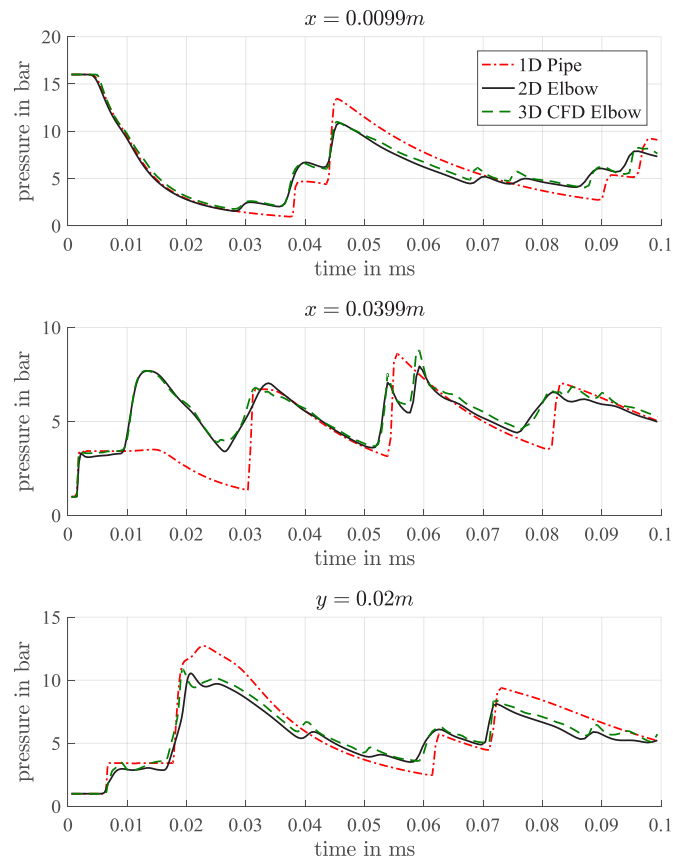 x = 0.0099m
20
15
10
5
0
pressure in bar
1D Pipe
2D Elbow
3D CFD Elbow
0 0.01 0.02 0.03 0.04 0.05 0.06 0.07 0.08 0.09 0.1
time in ms
x = 0.0399m
10
5
0
pressure in bar
0 0.01 0.02 0.03 0.04 0.05 0.06 0.07 0.08 0.09 0.1
time in ms
y = 0.02m
15
10
5
0
pressure in bar
0 0.01 0.02 0.03 0.04 0.05 0.06 0.07 0.08 0.09 0.1
time in ms